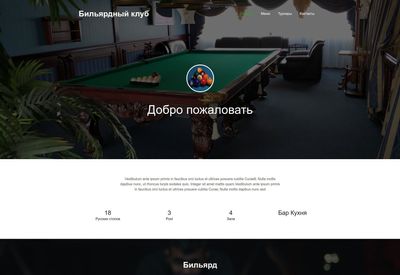 Бильярдный клуб
Меню
Турниры
Контакты
Добро пожаловать
Vestibulum ante ipsum primis in faucibus orci luctus et ultrices posuere cubilia Curae8; Nulla mollis
dapibus nunc, ut rhoncus turpis sodales quis. Integer sit amet mattis quam.Vestibulum ante ipsum primis
in faucibus orci luctus et ultrices posuere cubilia Curae; Nulla mollis dapibus nunc sed
18
Русских столов
3
Pool
4
Зала
Бар Кухня
Бильярд